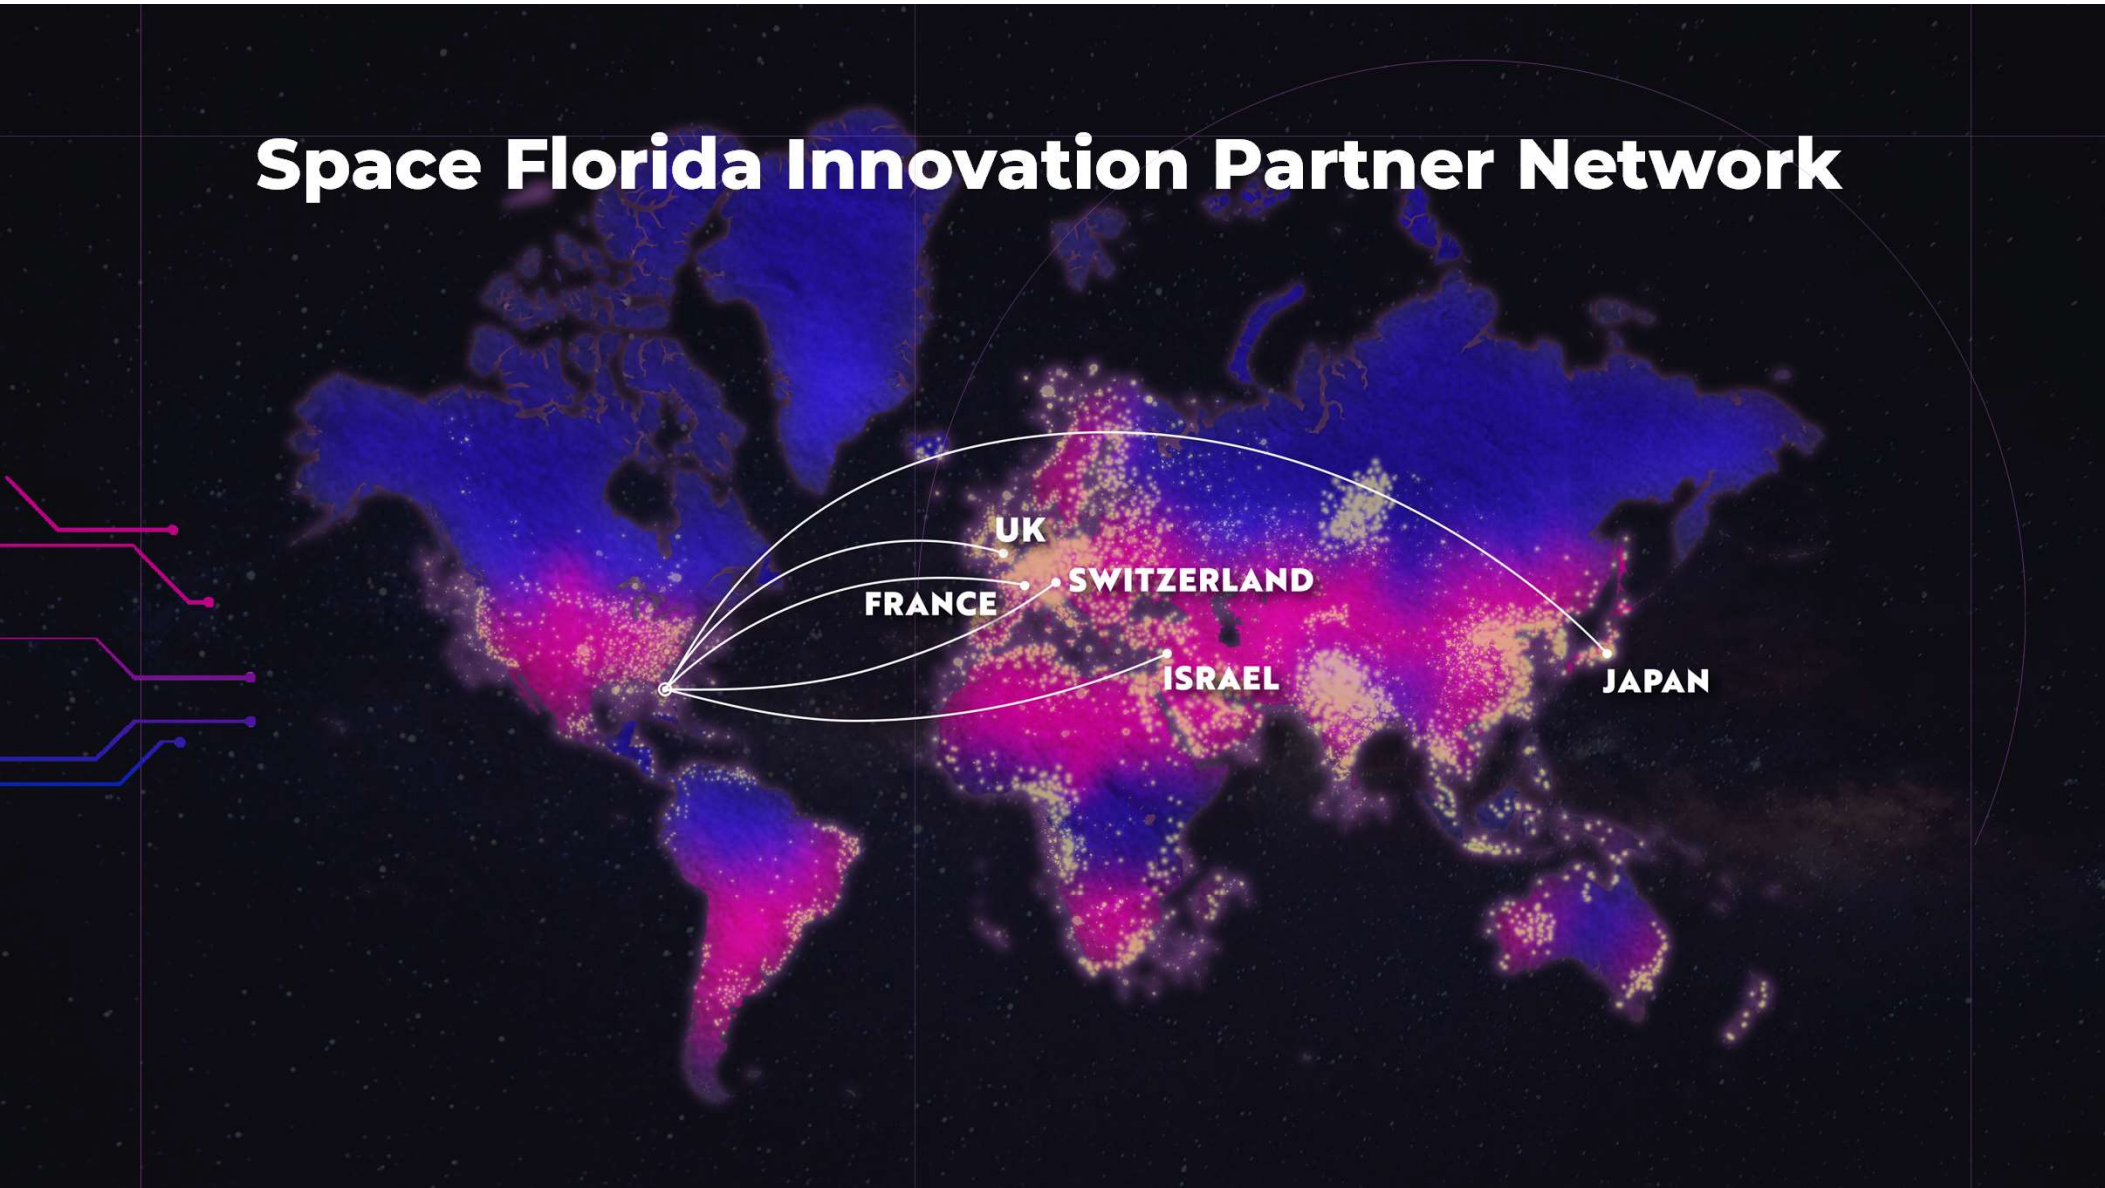 Space Florida Innovation Partner Network
UK
SWITZERLAND
FRANCE
ISRAEL
JAPAN